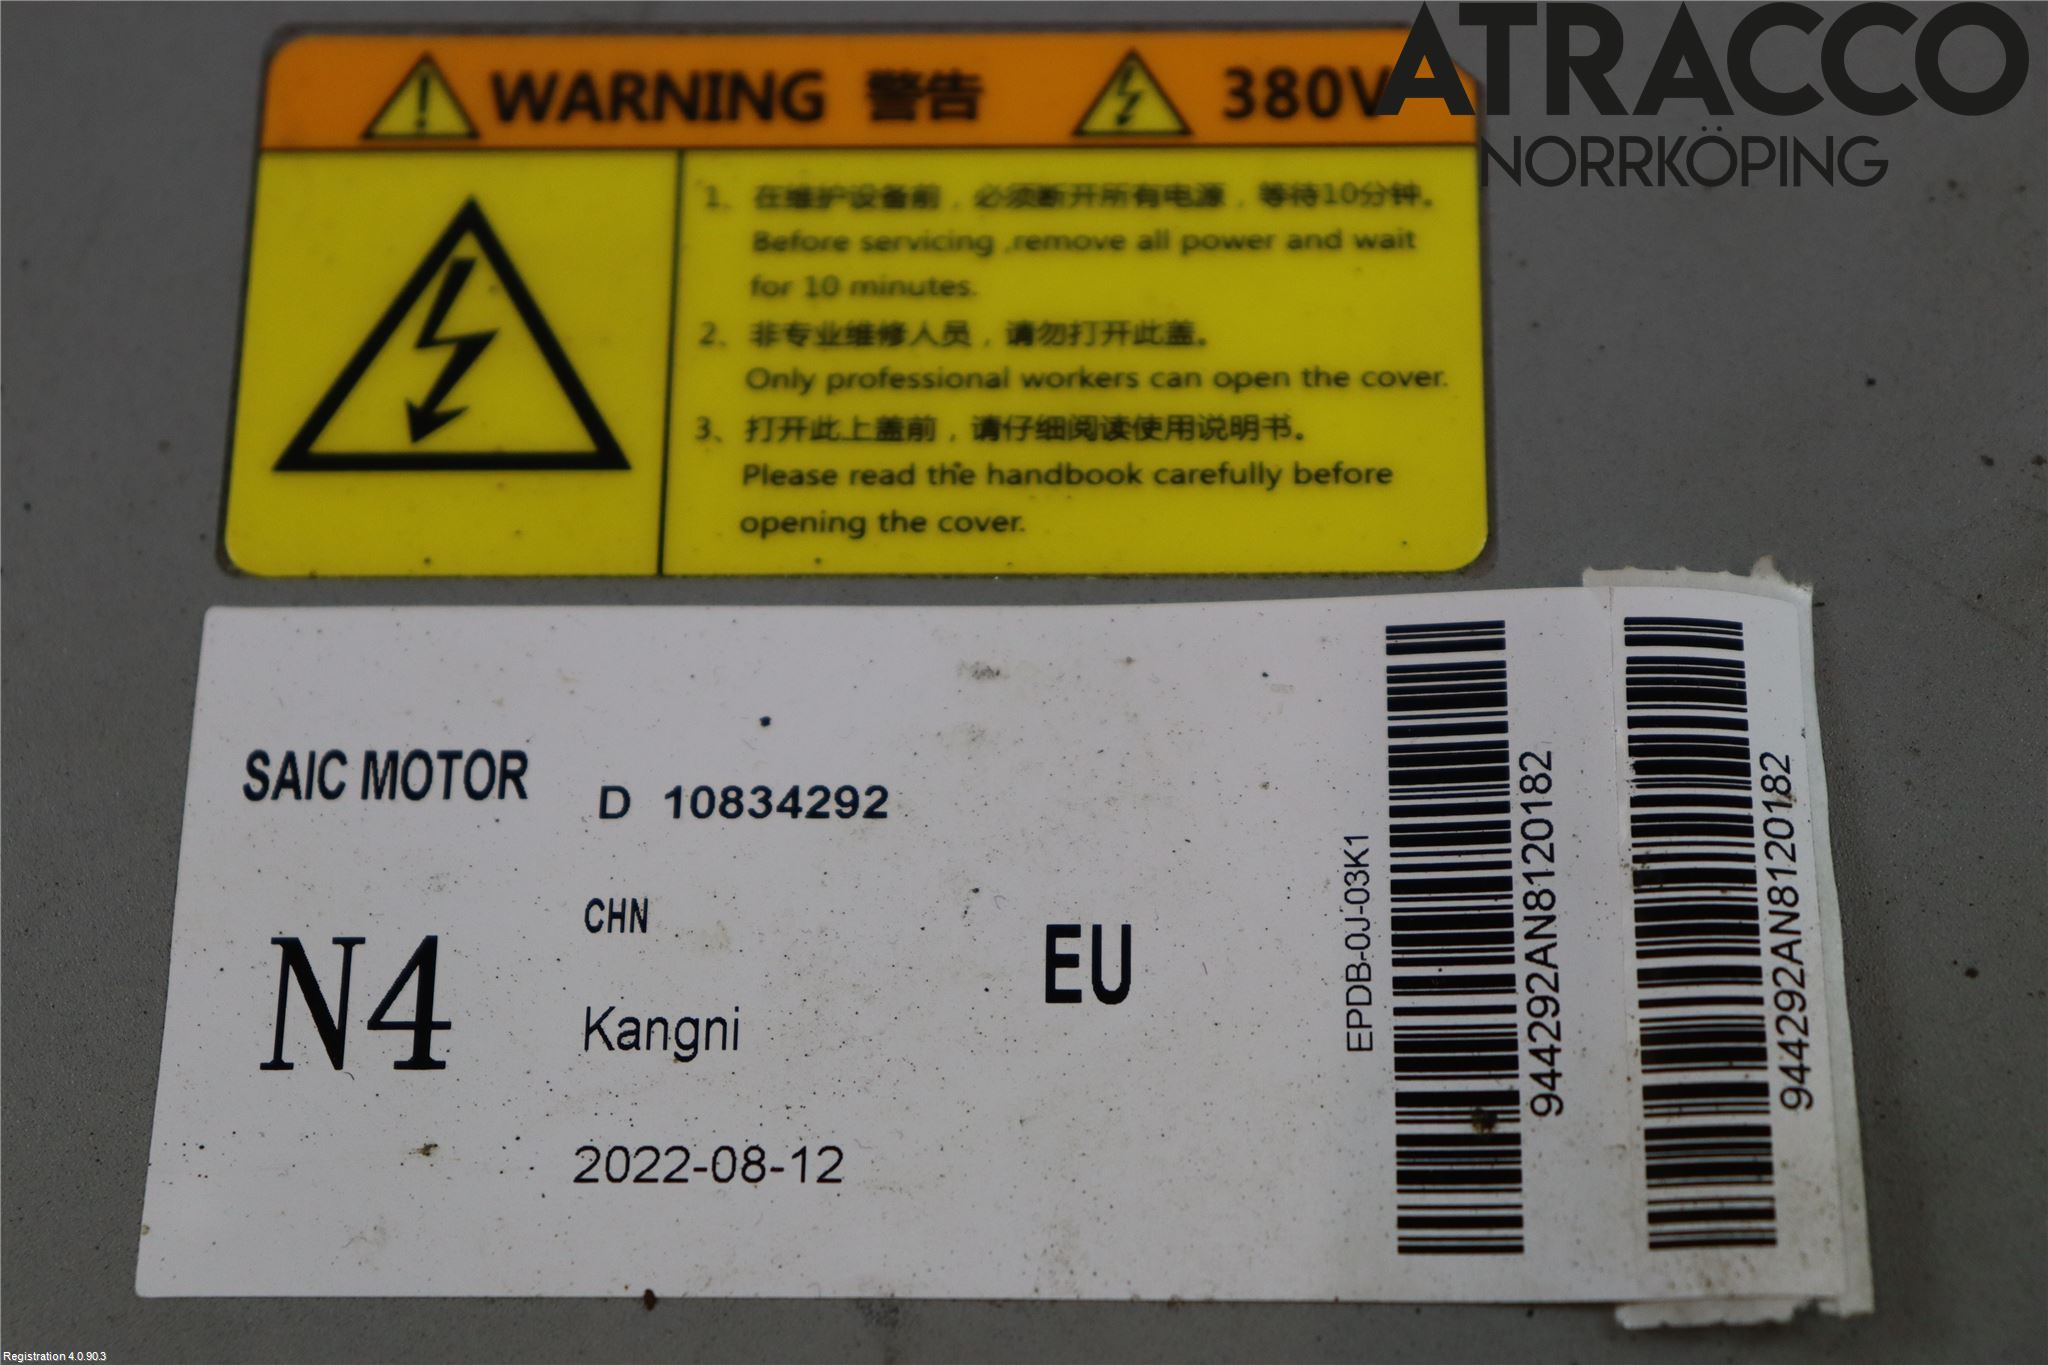 ATRACCO
NORRKÖPING
WARNING 警告 380V
1、在维护设备前，必须断开所有电源，等待10分钟。
Before servicing ,remove all power and wait
for 10 minutes.
2、非专业维修人员，请勿打开此盖。
Only professional workers can open the cover.
3、打开此上盖前，请仔细阅读使用说明书。
Please read the handbook carefully before
opening the cover.
SAIC MOTOR
D 10834292
N4
CHN
EU
Kangni
2022-08-12
EPDB-0J-03K1
944292AN8120182
944292AN8120182
Registration 4.0.90.3